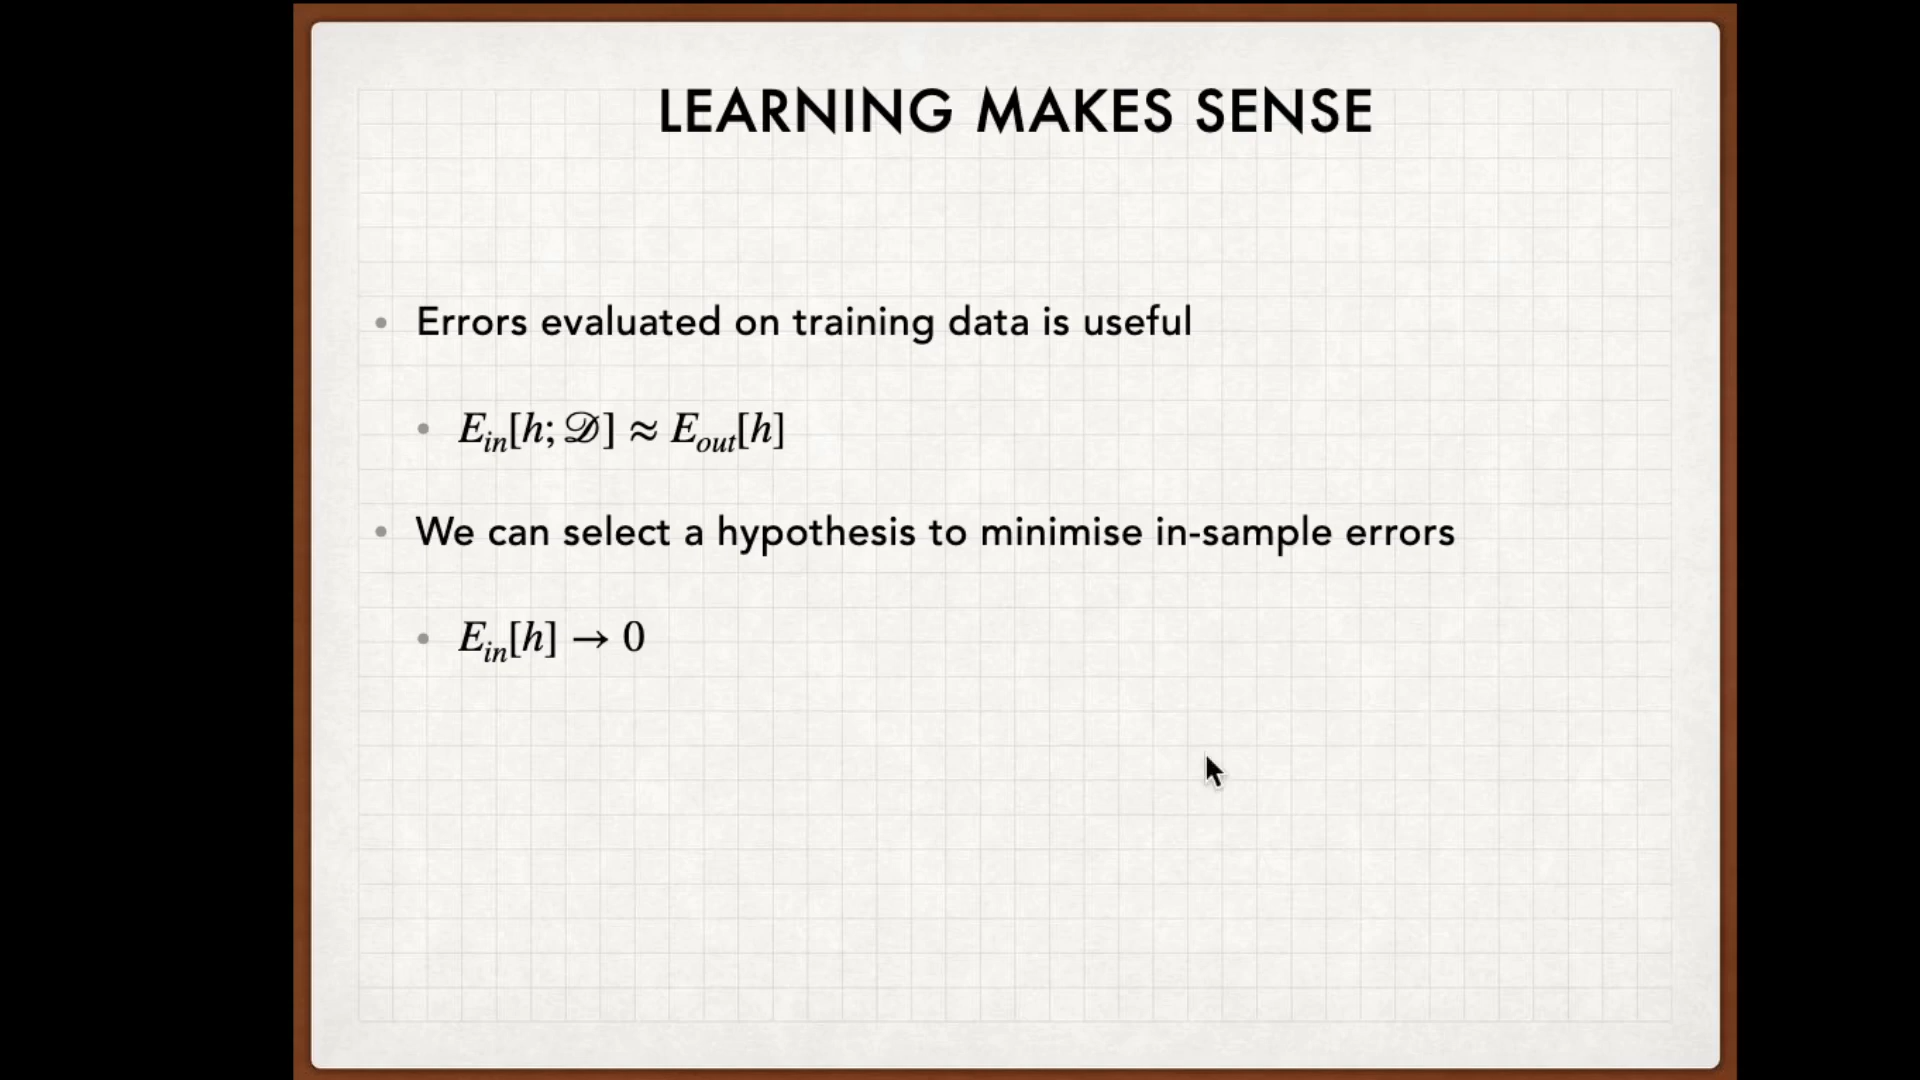 LEARNING MAKES SENSE
• Errors evaluated on training data is useful
• E_in[h; 𝒟] ≈ E_out[h]
• We can select a hypothesis to minimise in-sample errors
• E_in[h] → 0